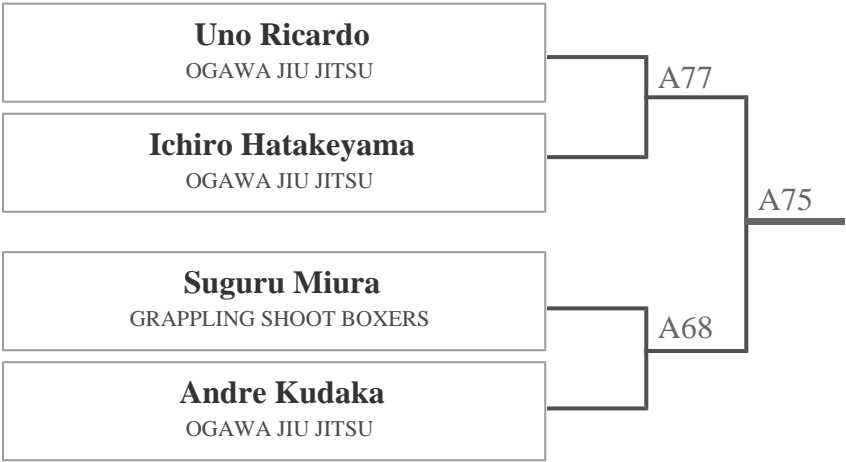 Uno Ricardo
OGAWA JIU JITSU
A77
Ichiro Hatakeyama
OGAWA JIU JITSU
A75
Suguru Miura
GRAPPLING SHOOT BOXERS
A68
Andre Kudaka
OGAWA JIU JITSU